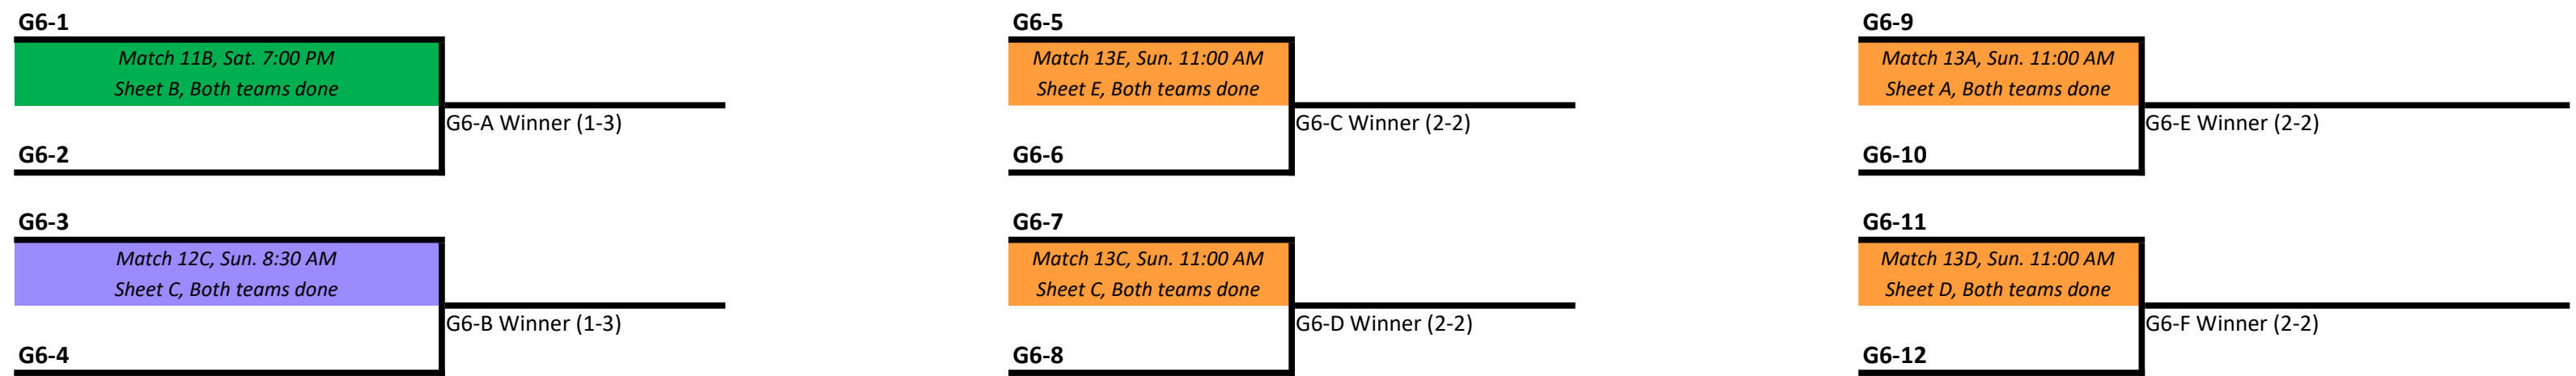 G6-1
Match 11B, Sat. 7:00 PM
Sheet B, Both teams done
G6-A Winner (1-3)
G6-2
G6-3
Match 12C, Sun. 8:30 AM
Sheet C, Both teams done
G6-B Winner (1-3)
G6-4
G6-5
Match 13E, Sun. 11:00 AM
Sheet E, Both teams done
G6-C Winner (2-2)
G6-6
G6-7
Match 13C, Sun. 11:00 AM
Sheet C, Both teams done
G6-D Winner (2-2)
G6-8
G6-9
Match 13A, Sun. 11:00 AM
Sheet A, Both teams done
G6-E Winner (2-2)
G6-10
G6-11
Match 13D, Sun. 11:00 AM
Sheet D, Both teams done
G6-F Winner (2-2)
G6-12